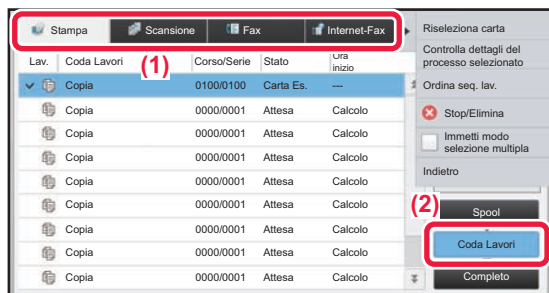 Stampa Scansione Fax Internet-Fax
(1)
Lav. Coda Lavori Corso/Serie Stato Ora inizio
Copia 0100/0100 Carta Es. ---
Copia 0000/0001 Attesa Calcolo
Copia 0000/0001 Attesa Calcolo
Copia 0000/0001 Attesa Calcolo
Copia 0000/0001 Attesa Calcolo
Copia 0000/0001 Attesa Calcolo
Copia 0000/0001 Attesa Calcolo
Copia 0000/0001 Attesa Calcolo
Copia 0000/0001 Attesa Calcolo
Riseleziona carta
Controlla dettagli del
processo selezionato
Ordina seq. lav.
Stop/Elimina
Immetti modo
selezione multipla
Indietro
(2)
Spool
Coda Lavori
Completo